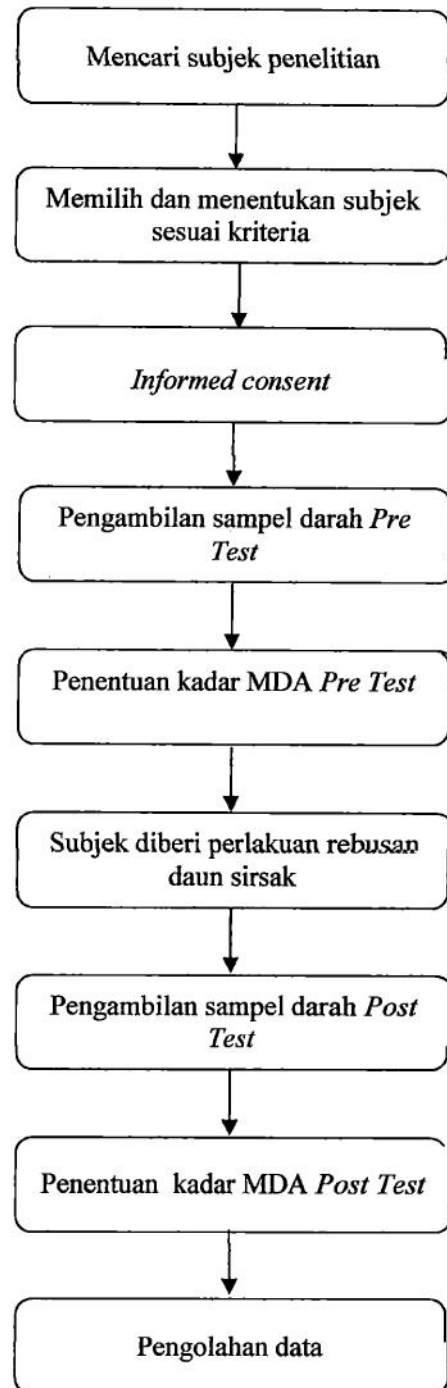 Mencari subjek penelitian
Memilih dan menentukan subjek
sesuai kriteria
Informed consent
Pengambilan sampel darah Pre
Test
Penentuan kadar MDA Pre Test
Subjek diberi perlakuan rebusan
daun sirsak
Pengambilan sampel darah Post
Test
Penentuan kadar MDA Post Test
Pengolahan data